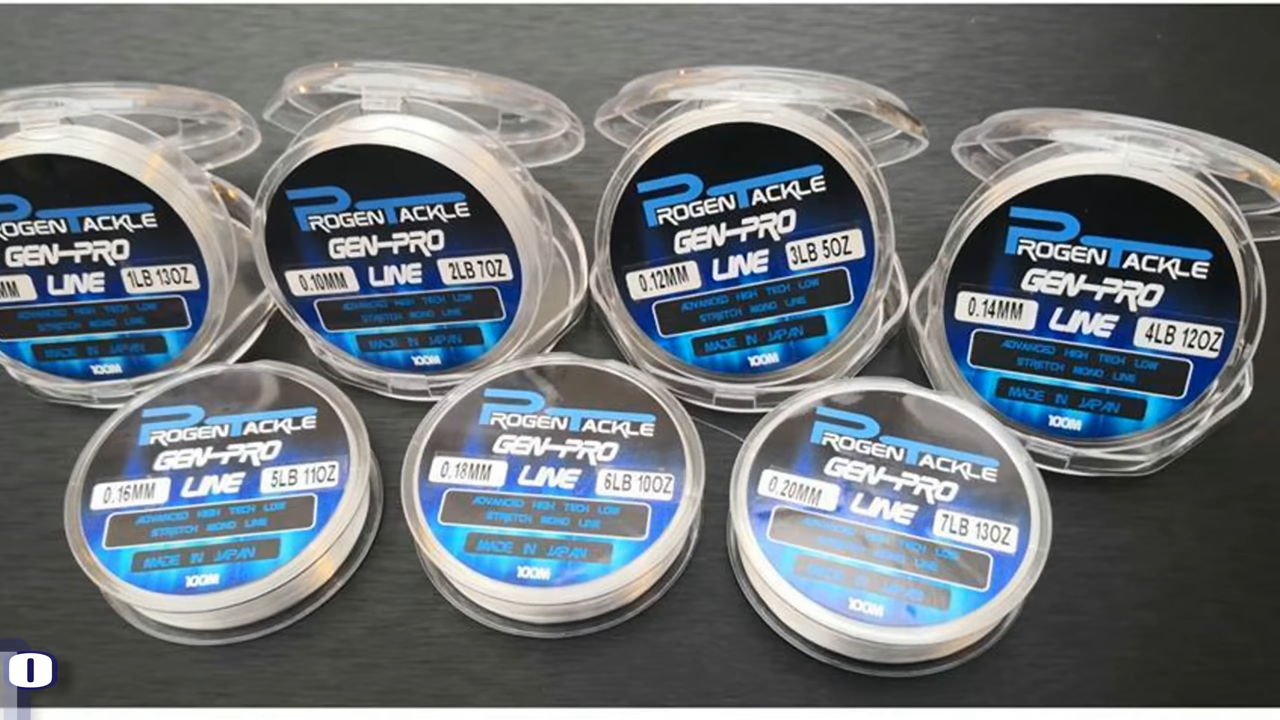 PROGEN TACKLE
GEN-PRO
LINE
1LB 13OZ
ADVANCED HIGH TECH LOW
STRETCH MONO LINE
MADE IN JAPAN
100M
PROGEN TACKLE
GEN-PRO
0.10MM LINE 2LB 7OZ
ADVANCED HIGH TECH LOW
STRETCH MONO LINE
MADE IN JAPAN
100M
PROGEN TACKLE
GEN-PRO
0.12MM LINE 3LB 5OZ
ADVANCED HIGH TECH LOW
STRETCH MONO LINE
MADE IN JAPAN
100M
PROGEN TACKLE
GEN-PRO
0.14MM LINE 4LB 12OZ
ADVANCED HIGH TECH LOW
STRETCH MONO LINE
MADE IN JAPAN
100M
PROGEN TACKLE
GEN-PRO
0.16MM LINE 5LB 11OZ
ADVANCED HIGH TECH LOW
STRETCH MONO LINE
MADE IN JAPAN
100M
PROGEN TACKLE
GEN-PRO
0.18MM LINE 6LB 10OZ
ADVANCED HIGH TECH LOW
STRETCH MONO LINE
MADE IN JAPAN
100M
PROGEN TACKLE
GEN-PRO
0.20MM LINE 7LB 13OZ
ADVANCED HIGH TECH LOW
STRETCH MONO LINE
MADE IN JAPAN
100M